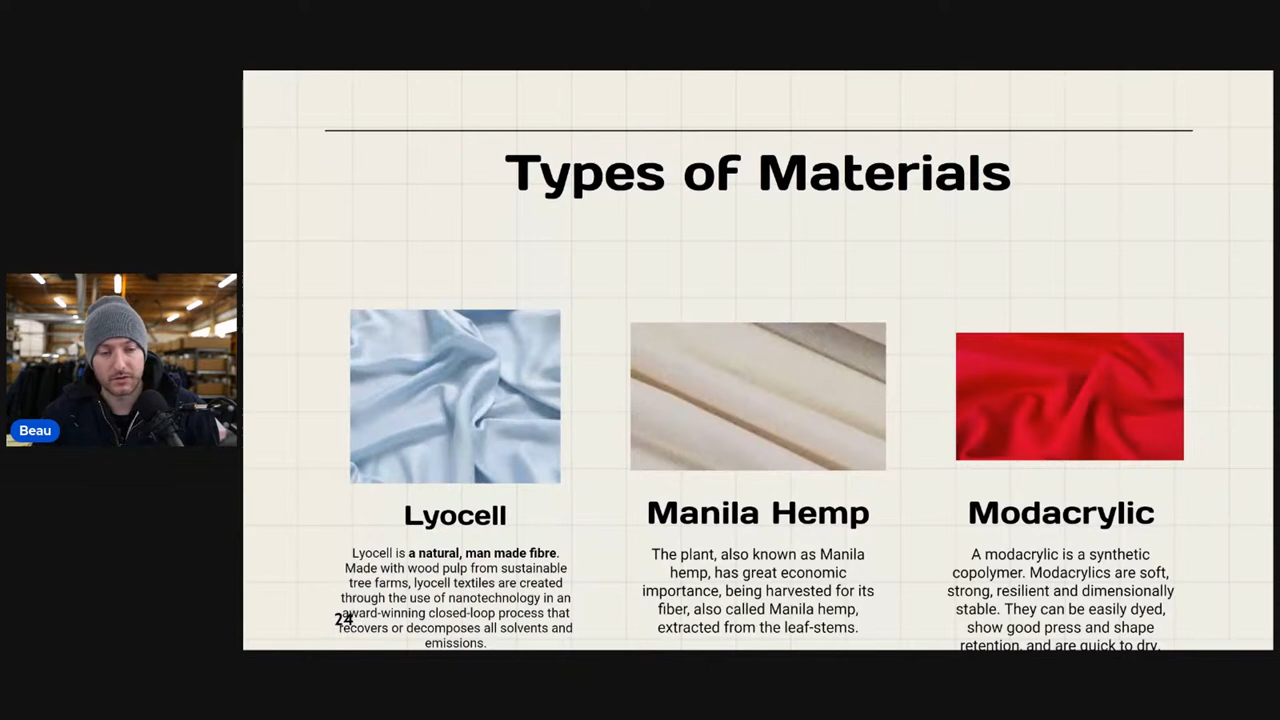 Types of Materials
Beau
Lyocell
Lyocell is a natural, man made fibre.
Made with wood pulp from sustainable
tree farms, lyocell textiles are created
through the use of nanotechnology in an
award-winning closed-loop process that
recovers or decomposes all solvents and
emissions.
24
Manila Hemp
The plant, also known as Manila
hemp, has great economic
importance, being harvested for its
fiber, also called Manila hemp,
extracted from the leaf-stems.
Modacrylic
A modacrylic is a synthetic
copolymer. Modacrylics are soft,
strong, resilient and dimensionally
stable. They can be easily dyed,
show good press and shape
retention, and are quick to dry.